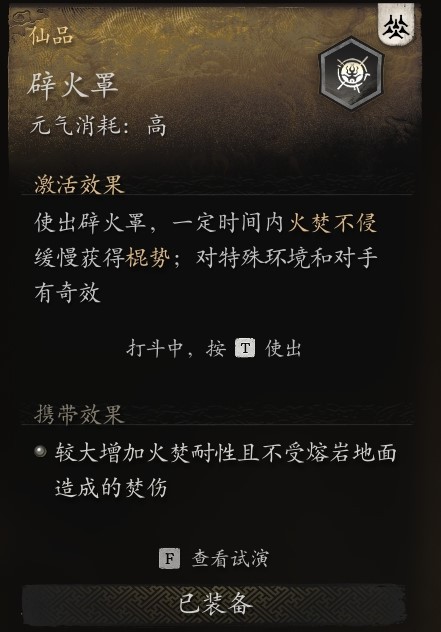 仙品
辟火罩
元气消耗：高
激活效果
使出辟火罩，一定时间内火焚不侵
缓慢获得棍势；对特殊环境和对手
有奇效
打斗中，按 T 使出
携带效果
较大增加火焚耐性且不受熔岩地面
造成的焚伤
F 查看试演
已装备